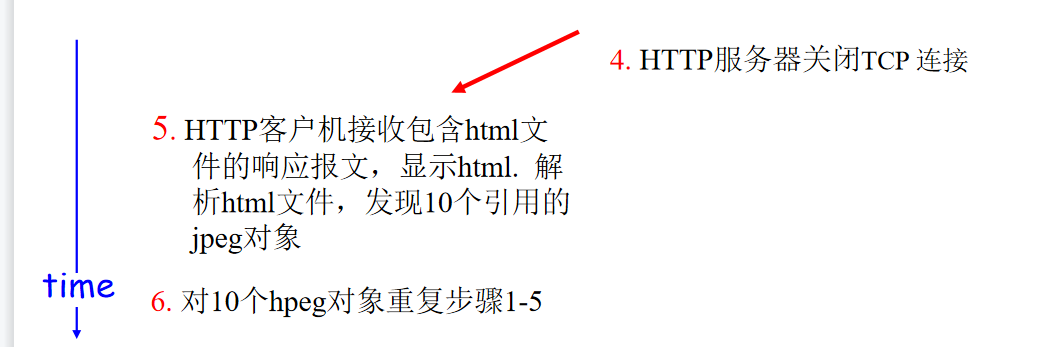 4. HTTP服务器关闭TCP 连接
5. HTTP客户机接收包含html文
件的响应报文，显示html. 解
析html文件，发现10个引用的
jpeg对象
time
6. 对10个hpeg对象重复步骤1-5